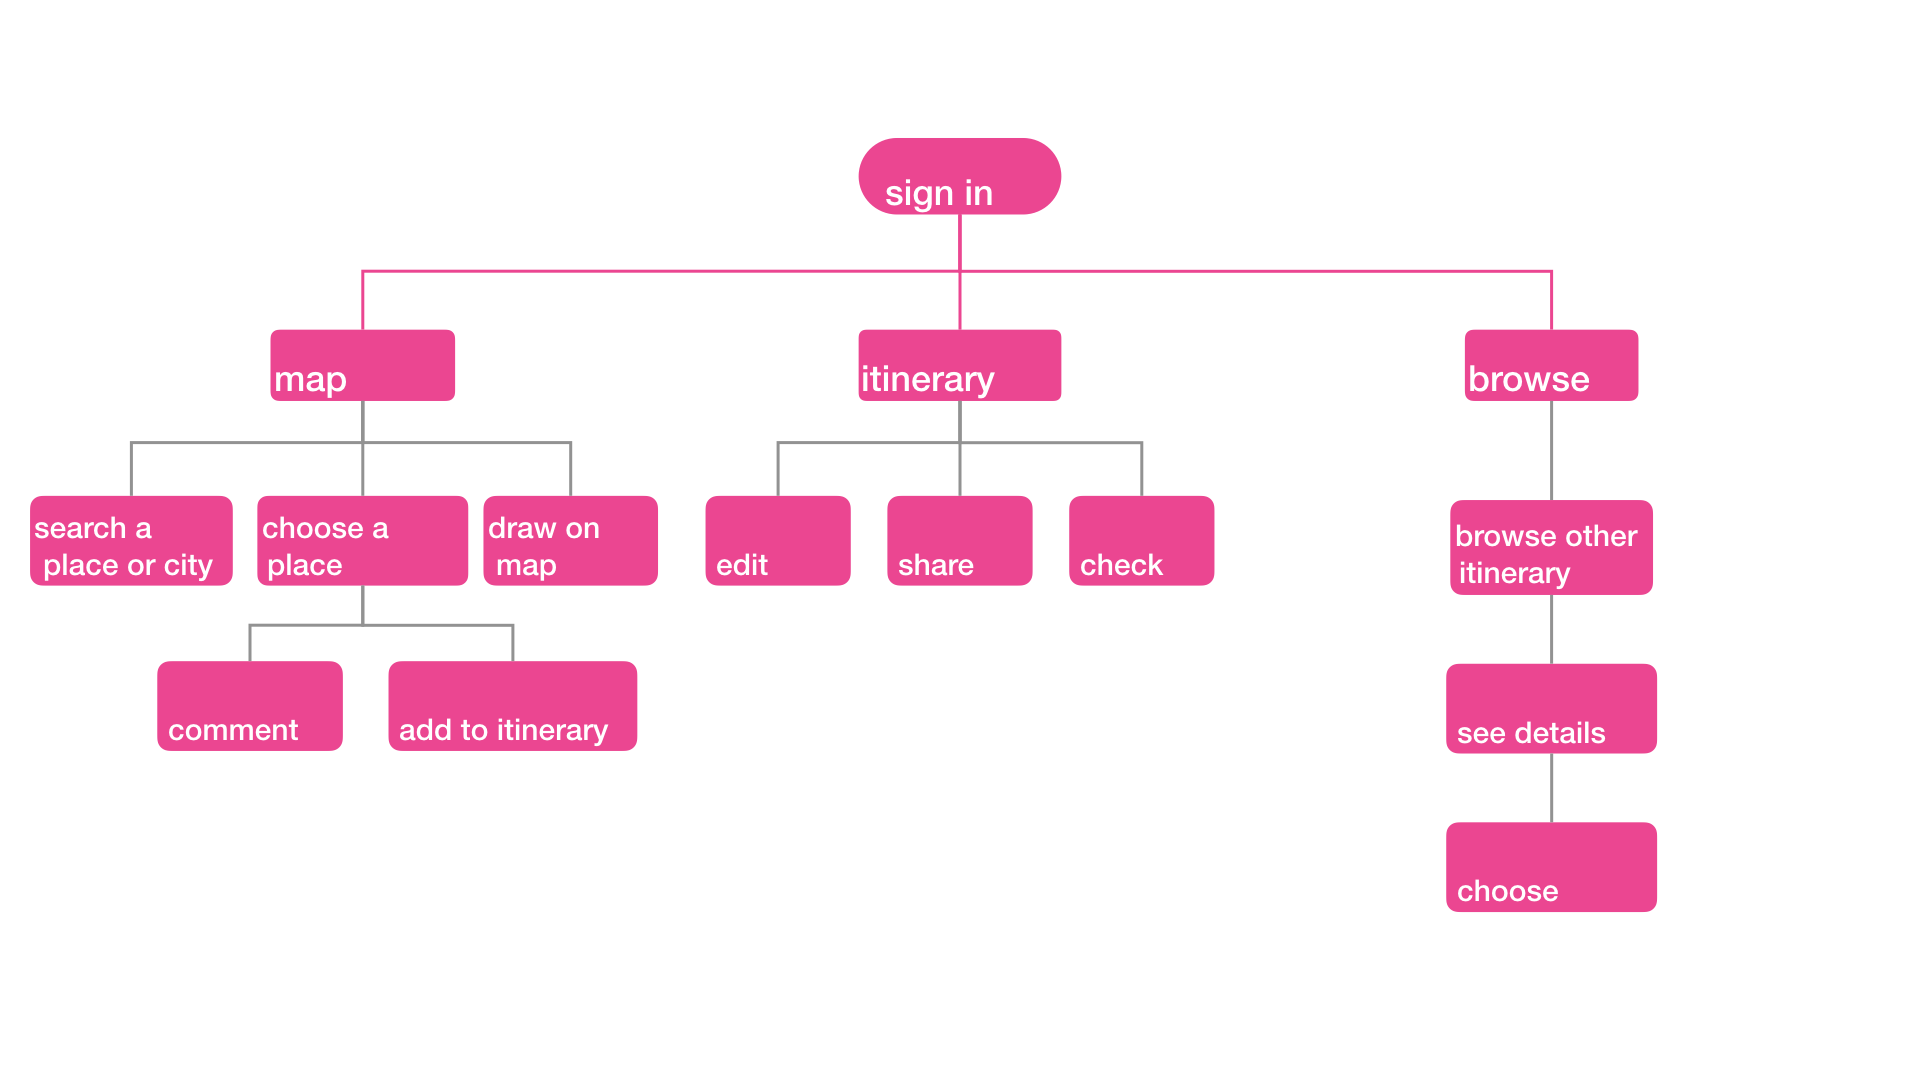 sign in
map
itinerary
browse
search a
place or city
choose a
place
draw on
map
edit
share
check
browse other
itinerary
comment
add to itinerary
see details
choose